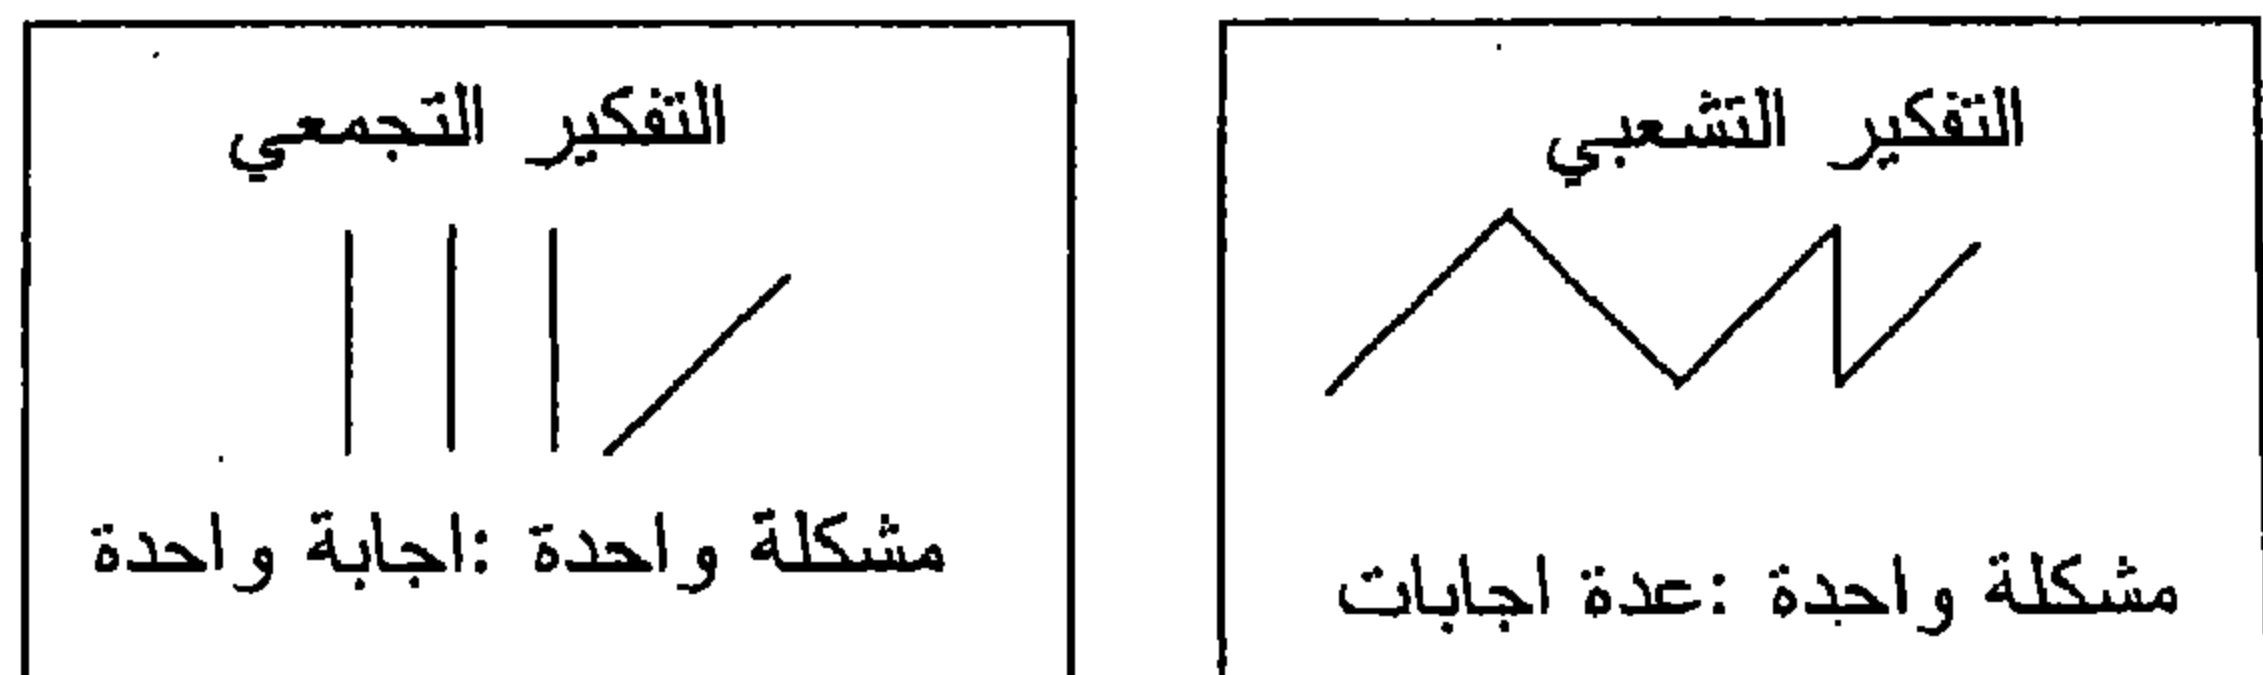 التفكير التشعبي
مشكلة واحدة :عدة اجابات
التفكير التجمعي
مشكلة واحدة :اجابة واحدة